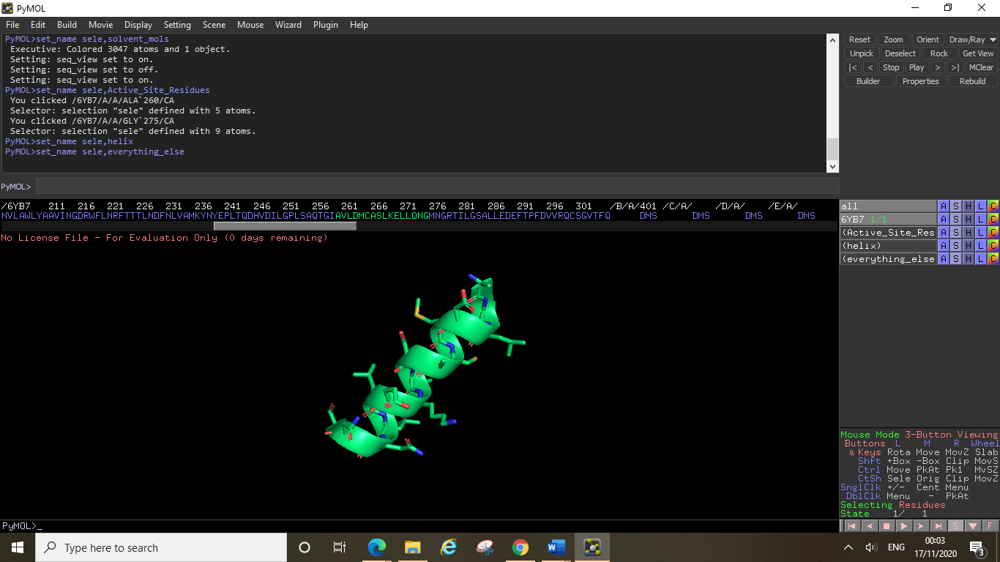 PyMOL
File Edit Build Movie Display Setting Scene Mouse Wizard Plugin Help
PyMOL>set_name sele,solvent_mols
Executive: Colored 3047 atoms and 1 object.
Setting: seq_view set to on.
Setting: seq_view set to off.
Setting: seq_view set to on.
PyMOL>set_name sele,Active_Site_Residues
You clicked /6YB7/A/A/ALA`260/CA
Selector: selection "sele" defined with 5 atoms.
You clicked /6YB7/A/A/GLY`275/CA
Selector: selection "sele" defined with 9 atoms.
PyMOL>set_name sele,helix
PyMOL>set_name sele,everything_else
PyMOL>
Reset Zoom Orient Draw/Ray
Unpick Deselect Rock Get View
|< < Stop Play > >| MClear
Builder Properties Rebuild
/6YB7 211 216 221 226 231 236 241 246 251 256 261 266 271 276 281 286 291 296 301 /B/A/401 /C/A/ /D/A/ /E/A/
NVLAWLYAAVINGDRWFLNRFTTTLNDFNLVAMKYNYEPLTQDHVDILGPLSAQTGIAVLDMCASLKELLQNGMNGRTILGSALLEDEFTPFDVVRQCSGVTFQ DMS DMS DMS DMS
No License File - For Evaluation Only (0 days remaining)
all A S H L C
6YB7 1/1 A S H L C
(Active_Site_Res A S H L C
(helix) A S H L C
(everything_else A S H L C
Mouse Mode 3-Button Viewing
Buttons L M R Wheel
& Keys Rota Move MovZ Slab
Shft +Box -Box Clip MovS
Ctrl Move PkAt Pk1 MvSZ
CtSh Sele Orig Clip MovZ
SnglClk +/- Cent Menu
DblClk Menu - PkAt
Selecting Residues
State 1/ 1
PyMOL>_
S F
Type here to search
ENG
00:03
17/11/2020
3